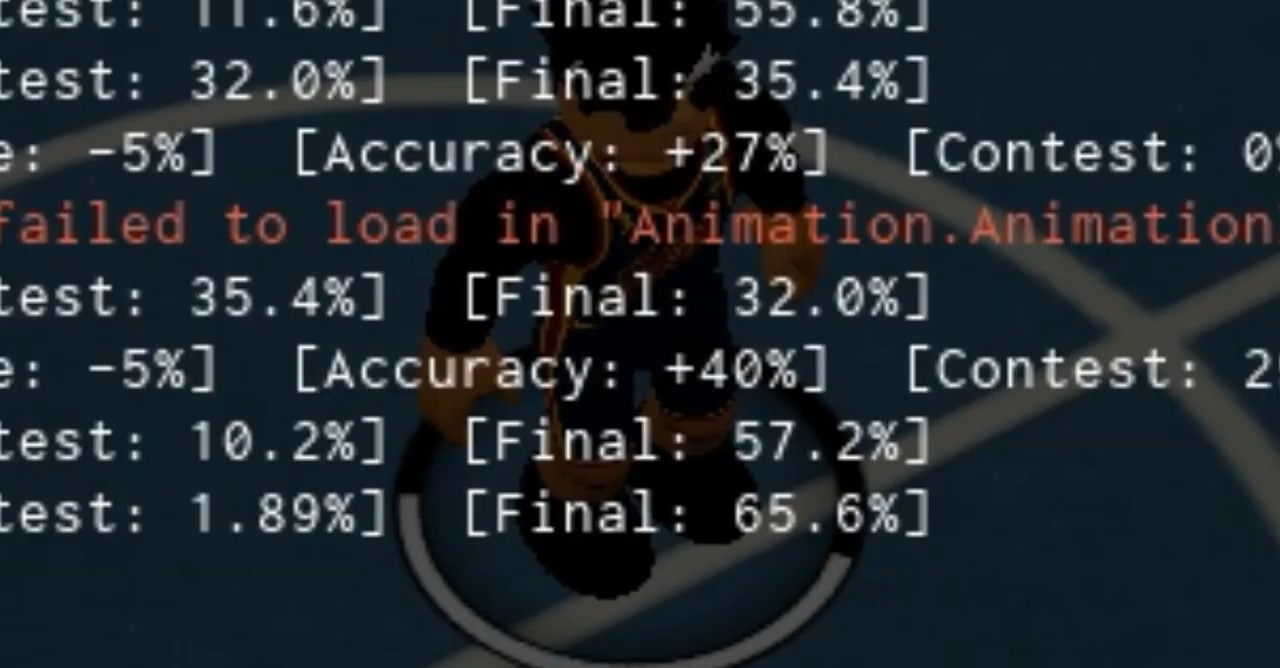 test: 11.6%] [Final: 55.8%]
test: 32.0%] [Final: 35.4%]
e: -5%] [Accuracy: +27%] [Contest: 0%
failed to load in "Animation.Animation
test: 35.4%] [Final: 32.0%]
e: -5%] [Accuracy: +40%] [Contest: 2
test: 10.2%] [Final: 57.2%]
test: 1.89%] [Final: 65.6%]